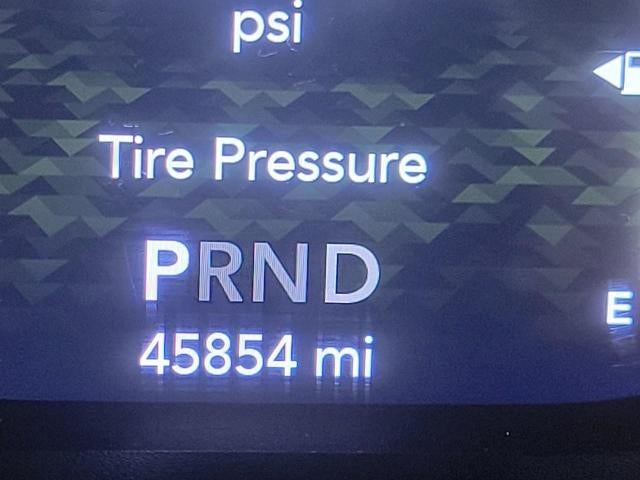 psi
Tire Pressure
PRND
E
45854 mi